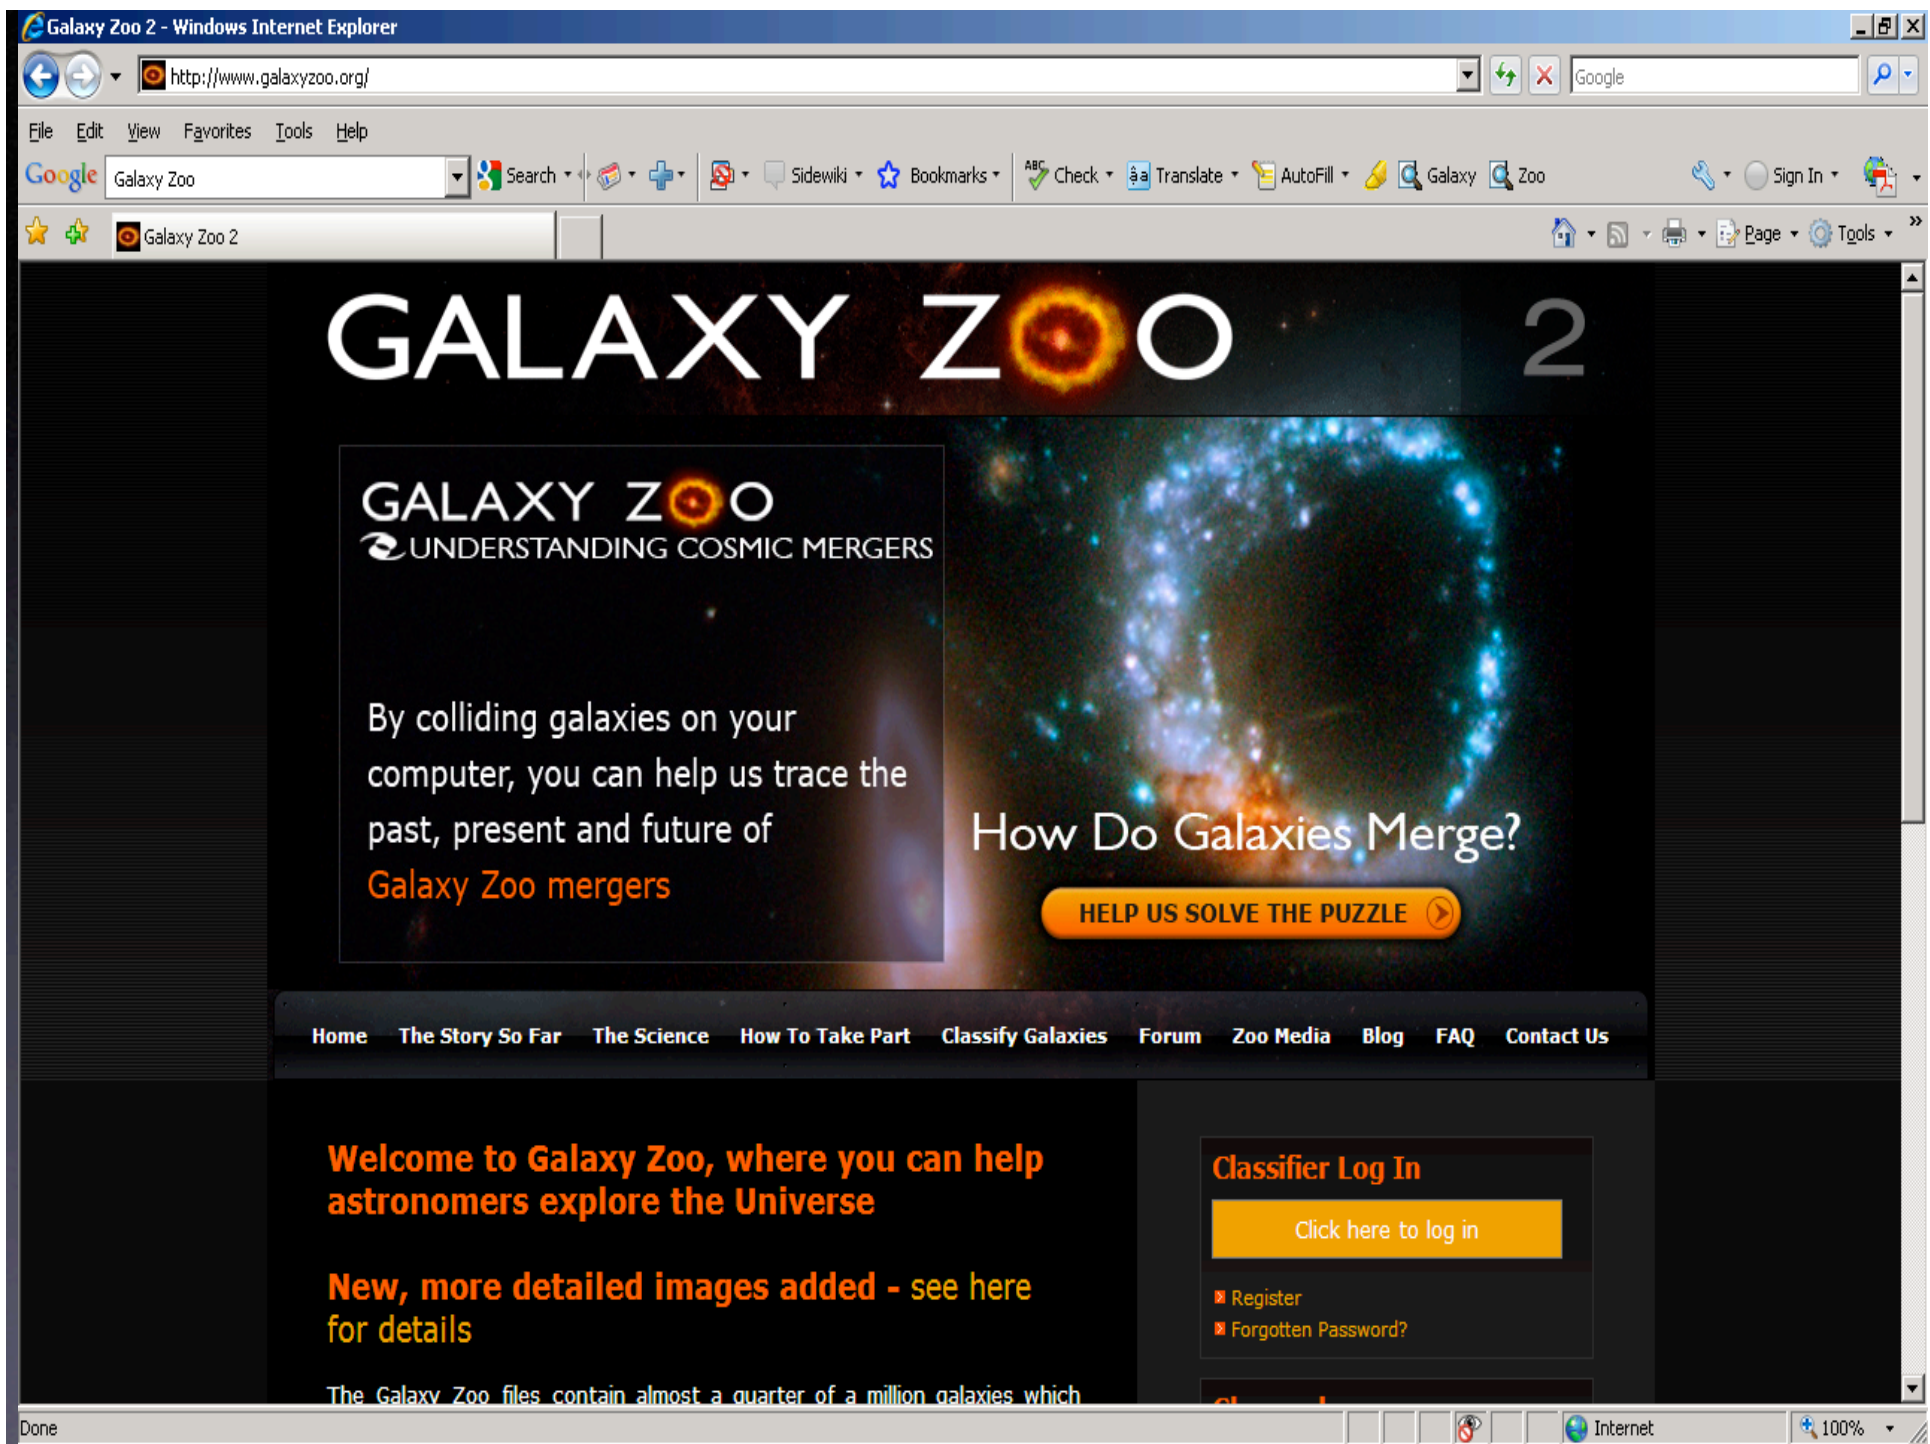 Galaxy Zoo 2 - Windows Internet Explorer
http://www.galaxyzoo.org/
Google
File Edit View Favorites Tools Help
Google Galaxy Zoo Search Sidewiki Bookmarks ABC Check âa Translate AutoFill Galaxy Zoo Sign In
Galaxy Zoo 2
Page Tools
GALAXY ZOO 2
GALAXY ZOO
UNDERSTANDING COSMIC MERGERS
By colliding galaxies on your
computer, you can help us trace the
past, present and future of
Galaxy Zoo mergers
How Do Galaxies Merge?
HELP US SOLVE THE PUZZLE
Home The Story So Far The Science How To Take Part Classify Galaxies Forum Zoo Media Blog FAQ Contact Us
Welcome to Galaxy Zoo, where you can help
astronomers explore the Universe
New, more detailed images added - see here
for details
The Galaxy Zoo files contain almost a quarter of a million galaxies which
Classifier Log In
Click here to log in
Register
Forgotten Password?
Done
Internet
100%